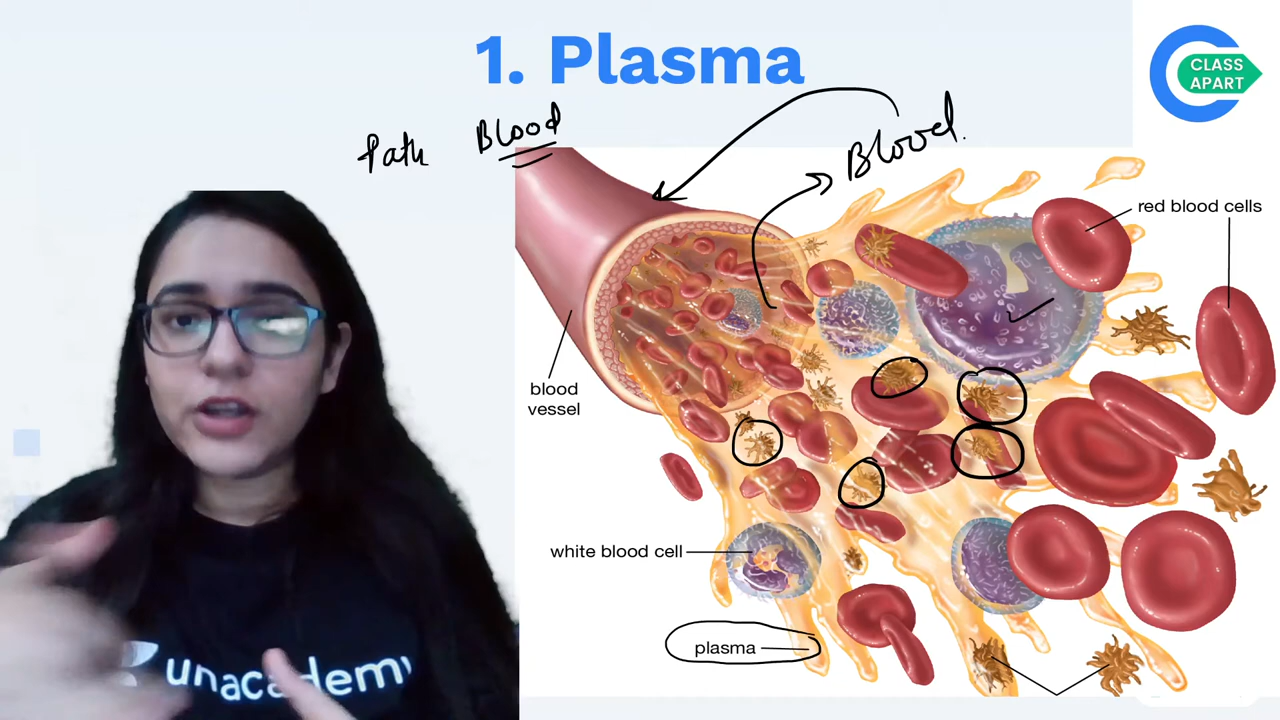 1. Plasma
CLASS
APART
Path Blood
Blood.
red blood cells
blood
vessel
white blood cell
plasma
unacademy